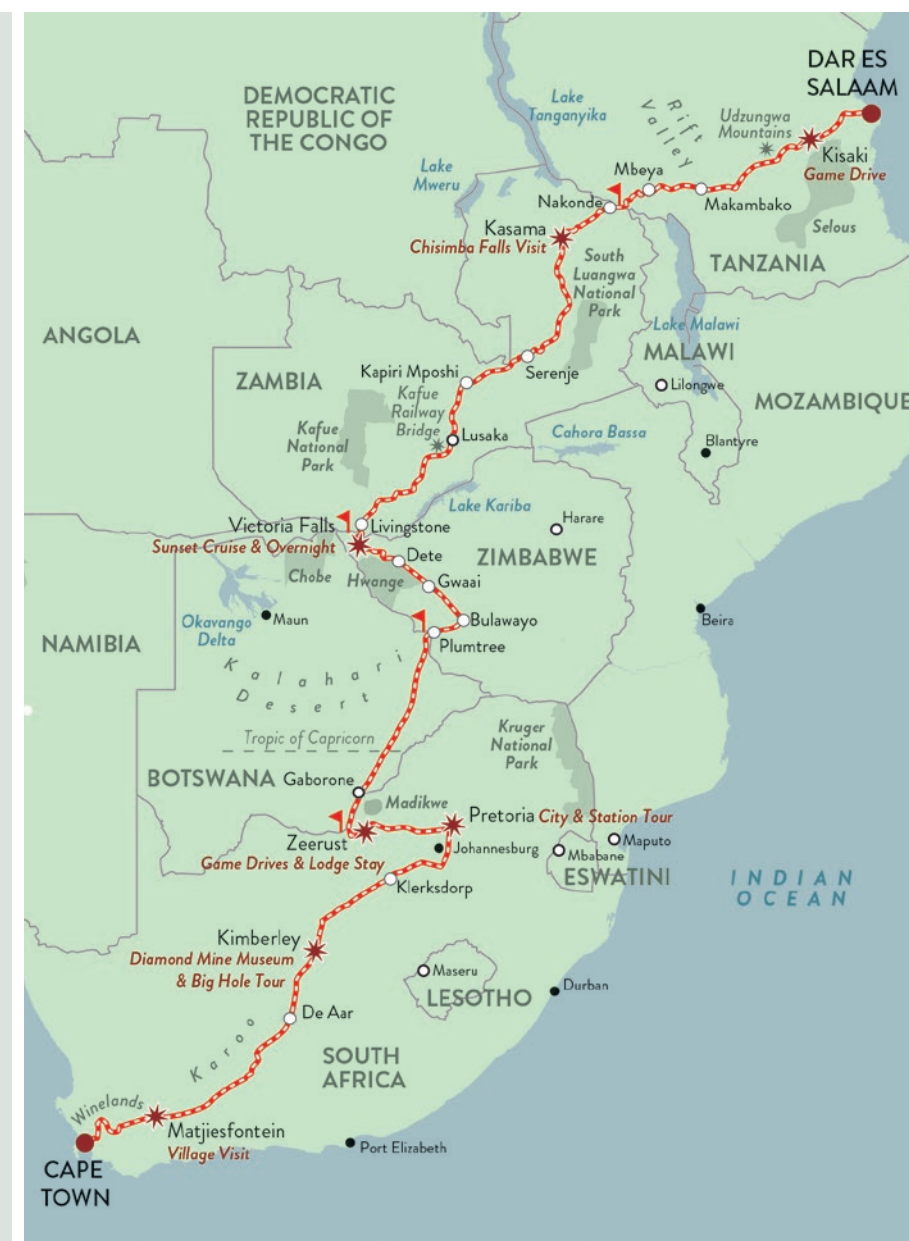 DAR ES
SALAAM
DEMOCRATIC
REPUBLIC OF
THE CONGO
Lake
Tanganyika
Rift
Valley
Udzungwa
Mountains
Kisaki
Game Drive
Lake
Mweru
Mbeya
Nakonde
Makambako
Selous
Kasama
Chisimba Falls Visit
TANZANIA
South
Luangwa
National
Park
Lake Malawi
ANGOLA
MALAWI
ZAMBIA
Kapiri Mposhi
Serenje
Lilongwe
MOZAMBIQUE
Kafue
Railway
Bridge
Kafue
National
Park
Lusaka
Cahora Bassa
Blantyre
Lake Kariba
Victoria Falls
Livingstone
Harare
Sunset Cruise & Overnight
ZIMBABWE
Dete
Chobe
Hwange
Gwaai
Okavango
Delta
Maun
Bulawayo
Beira
NAMIBIA
Plumtree
Kalahari
Desert
Tropic of Capricorn
Kruger
National
Park
BOTSWANA
Gaborone
Madikwe
Pretoria City & Station Tour
Zeerust
Game Drives & Lodge Stay
Johannesburg
Maputo
Mbabane
ESWATINI
Klerksdorp
INDIAN
OCEAN
Kimberley
Diamond Mine Museum
& Big Hole Tour
Maseru
LESOTHO
Durban
De Aar
Karoo
SOUTH
AFRICA
Winelands
Matjiesfontein
Village Visit
Port Elizabeth
CAPE
TOWN